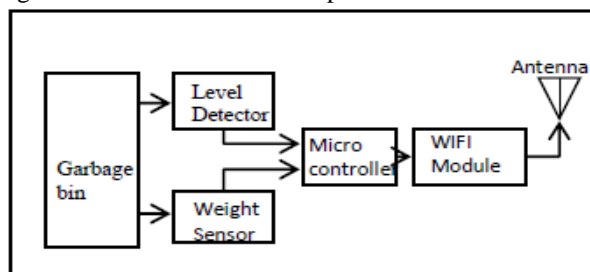 Garbage
bin
Level
Detector
Weight
Sensor
Micro
controller
WIFI
Module
Antenna